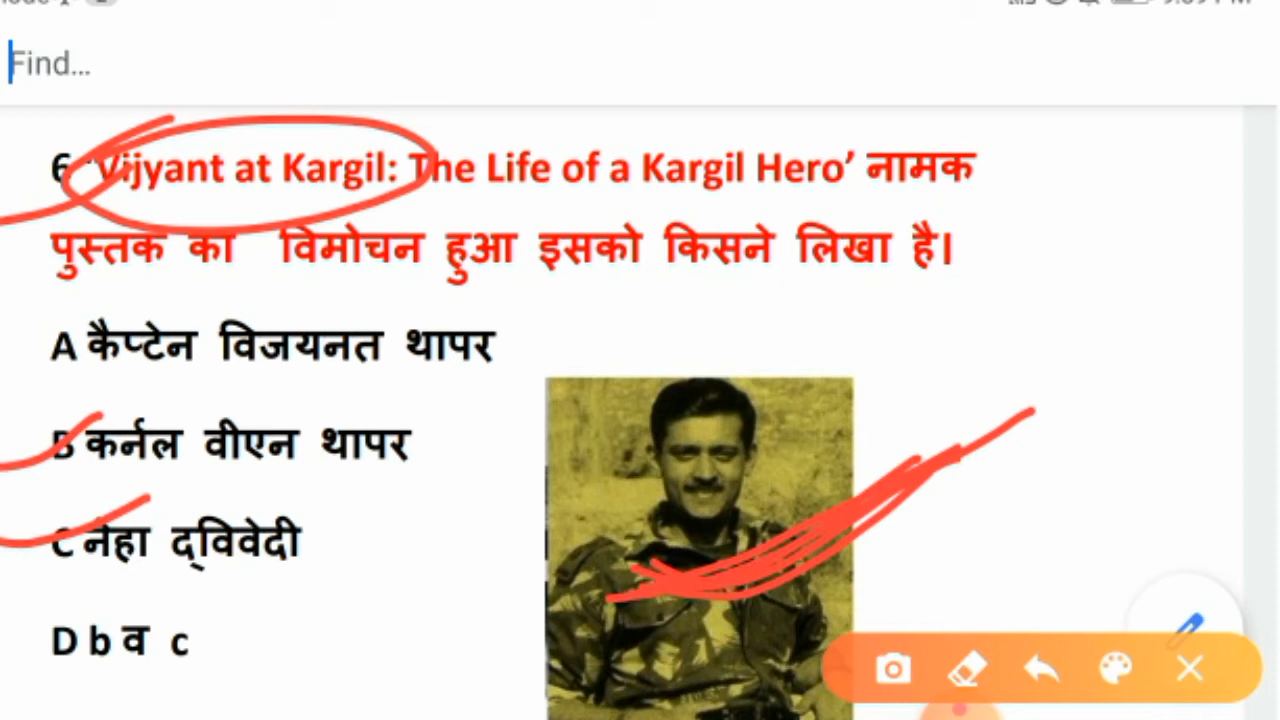 Find...
6 'Vijyant at Kargil: The Life of a Kargil Hero' नामक
पुस्तक का विमोचन हुआ इसको किसने लिखा है।
A कैप्टेन विजयनत थापर
B कर्नल वीएन थापर
C नेहा द्विवेदी
D b व c